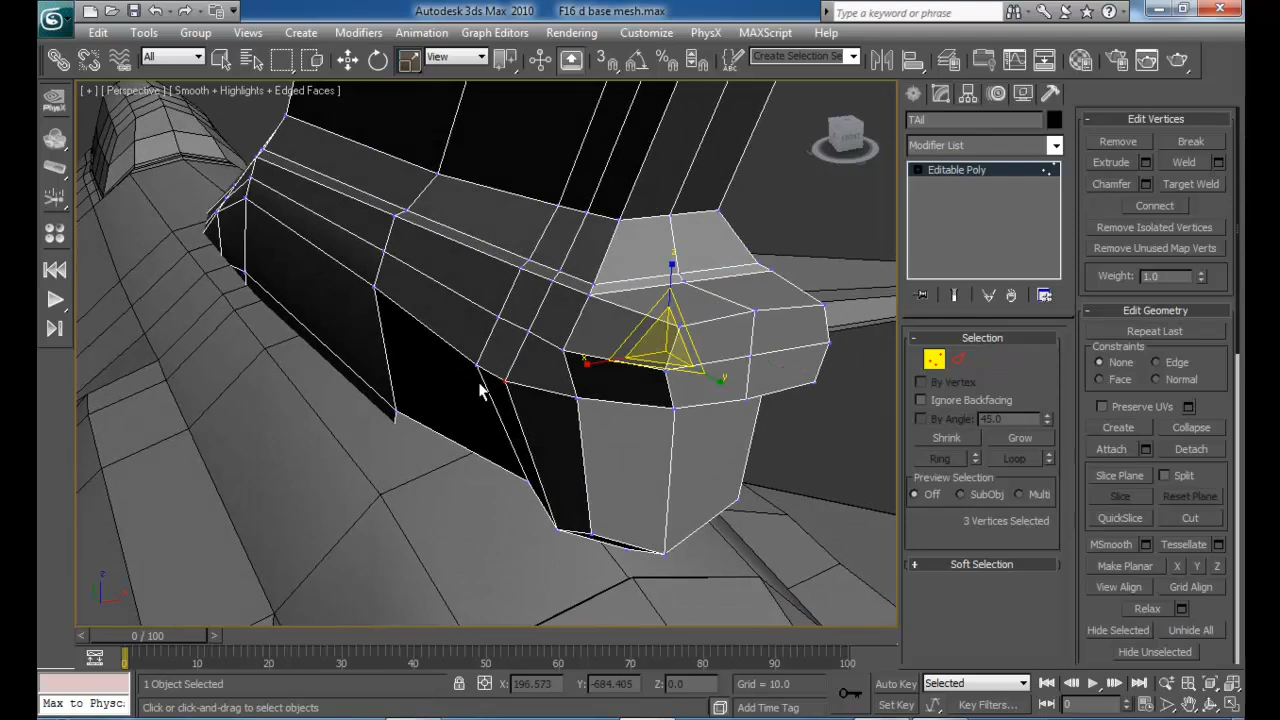 Autodesk 3ds Max 2010 F16 d base mesh.max
Type a keyword or phrase
Edit Tools Group Views Create Modifiers Animation Graph Editors Rendering Customize PhysX MAXScript Help
All
View
Create Selection Se
[ + ] [ Perspective ] [ Smooth + Highlights + Edged Faces ]
FRONT
PhysX
TAil
Modifier List
Editable Poly
Selection
By Vertex
Ignore Backfacing
By Angle: 45.0
Shrink Grow
Ring Loop
Preview Selection
Off SubObj Multi
3 Vertices Selected
Soft Selection
Edit Vertices
Remove Break
Extrude Weld
Chamfer Target Weld
Connect
Remove Isolated Vertices
Remove Unused Map Verts
Weight: 1.0
Edit Geometry
Repeat Last
Constraints
None Edge
Face Normal
Preserve UVs
Create Collapse
Attach Detach
Slice Plane Split
Slice Reset Plane
QuickSlice Cut
MSmooth Tessellate
Make Planar X Y Z
View Align Grid Align
Relax
Hide Selected Unhide All
Hide Unselected
x
y
z
0 / 100
0 10 20 30 40 50 60 70 80 90 100
1 Object Selected X: 196.573 Y: -684.405 Z: 0.0 Grid = 10.0 Auto Key Selected
Max to Physc. Click or click-and-drag to select objects Add Time Tag Set Key Key Filters... 0